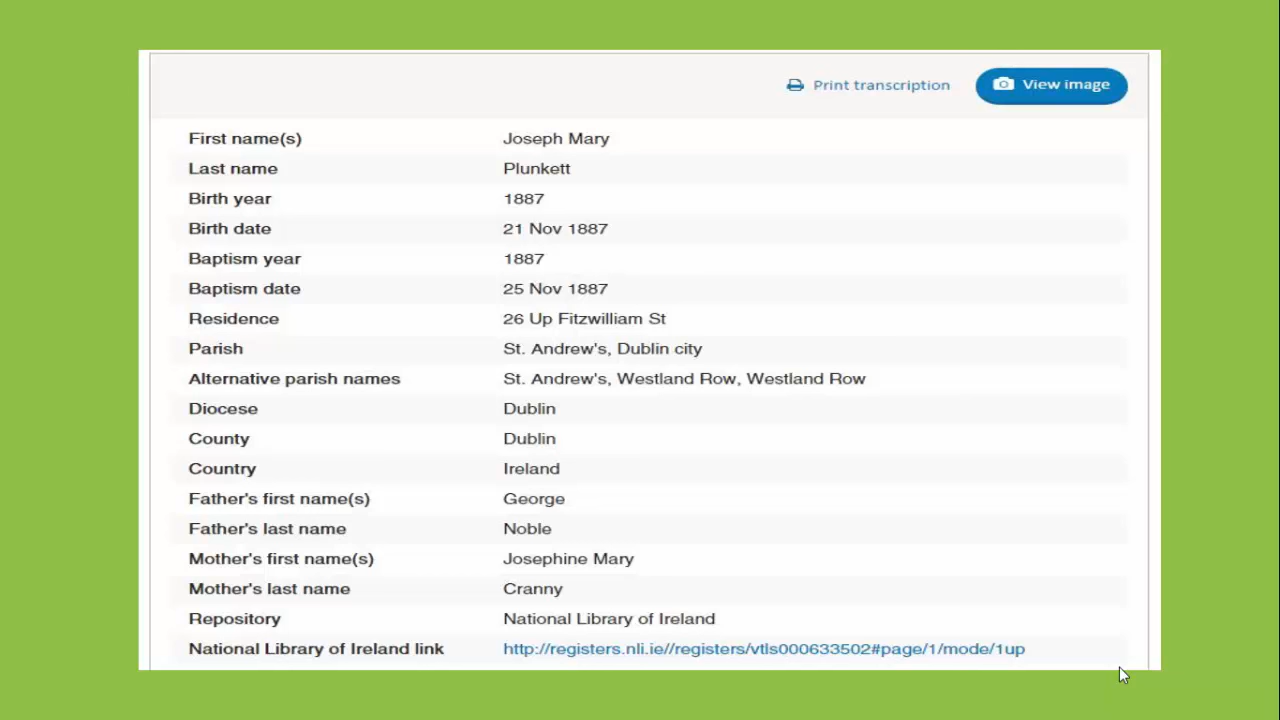 Print transcription View image
First name(s) Joseph Mary
Last name Plunkett
Birth year 1887
Birth date 21 Nov 1887
Baptism year 1887
Baptism date 25 Nov 1887
Residence 26 Up Fitzwilliam St
Parish St. Andrew's, Dublin city
Alternative parish names St. Andrew's, Westland Row, Westland Row
Diocese Dublin
County Dublin
Country Ireland
Father's first name(s) George
Father's last name Noble
Mother's first name(s) Josephine Mary
Mother's last name Cranny
Repository National Library of Ireland
National Library of Ireland link http://registers.nli.ie//registers/vtls000633502#page/1/mode/1up